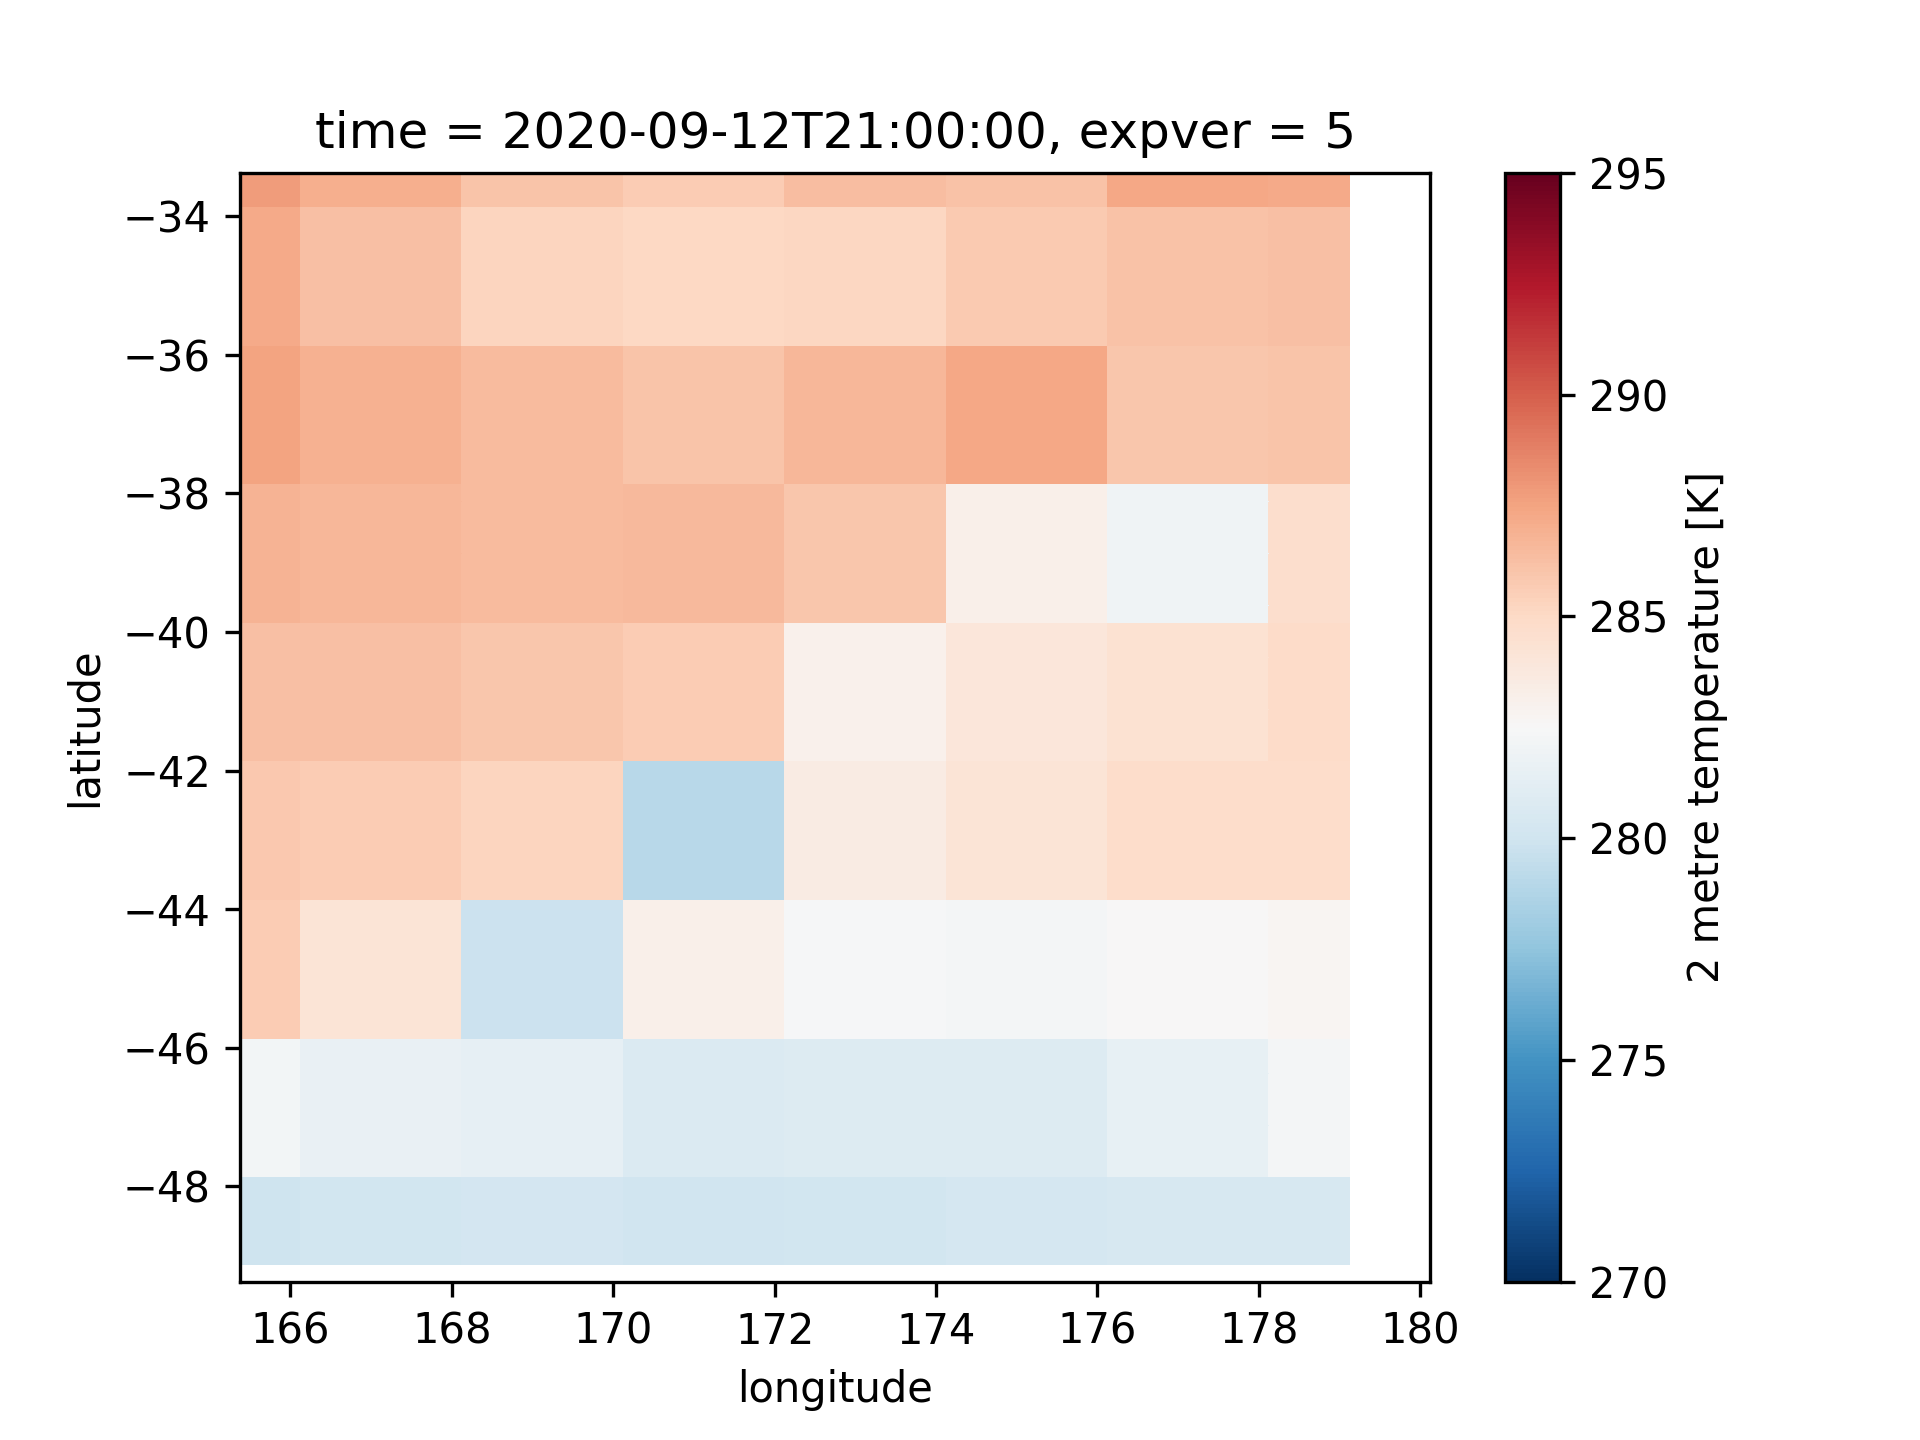 time = 2020-09-12T21:00:00, expver = 5
−34
−36
−38
−40
−42
−44
−46
−48
latitude
166 168 170 172 174 176 178 180
longitude
295
290
285
280
275
270
2 metre temperature [K]